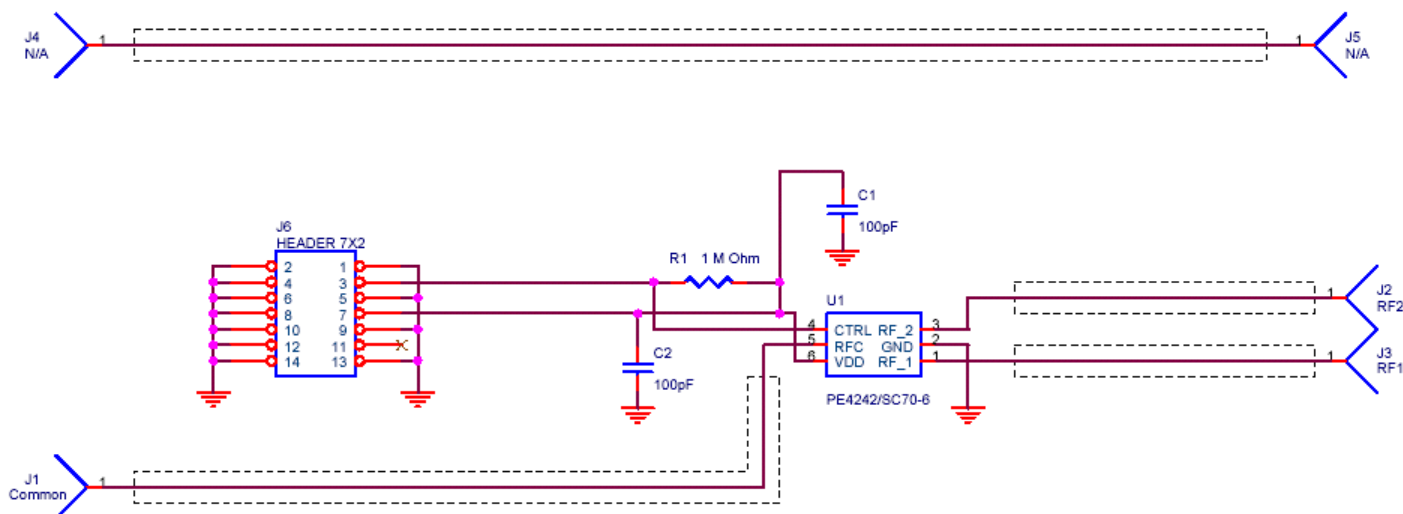 J4
N/A
1
1
J5
N/A
C1
100pF
J6
HEADER 7X2
R1 1 M Ohm
2 1
4 3
6 5
8 7
10 9
12 11
14 13
U1
4 CTRL RF_2 3
5 RFC GND 2
6 VDD RF_1 1
PE4242/SC70-6
C2
100pF
1
J2
RF2
1
J3
RF1
J1
Common
1